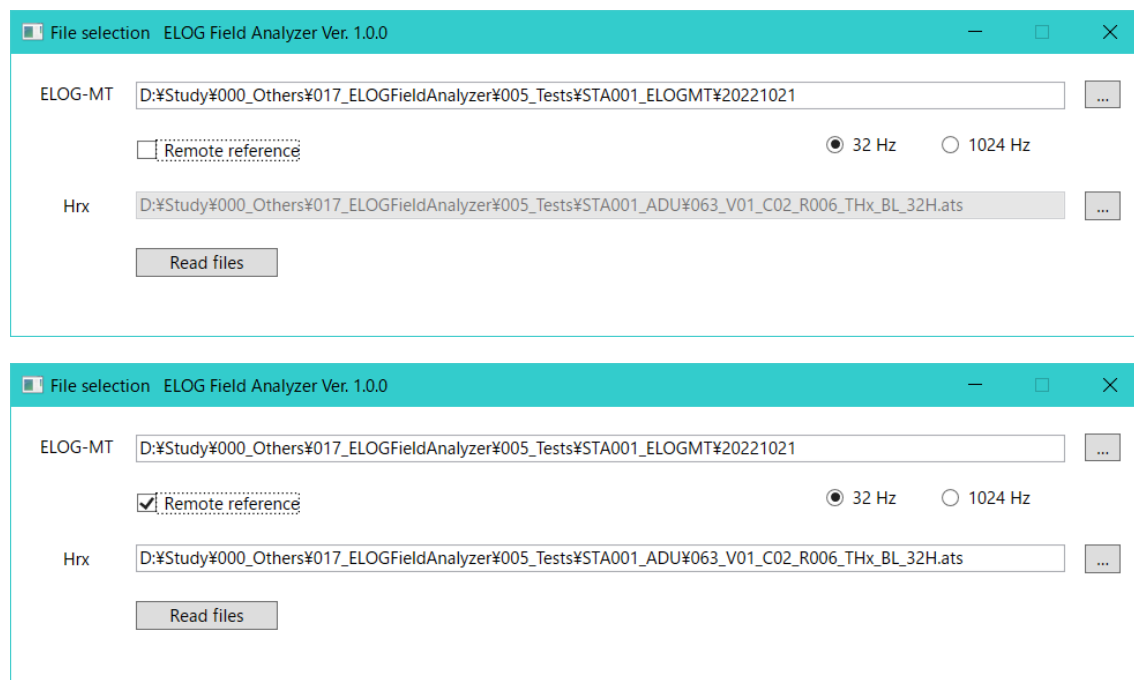 File selection ELOG Field Analyzer Ver. 1.0.0
ELOG-MT D:¥Study¥000_Others¥017_ELOGFieldAnalyzer¥005_Tests¥STA001_ELOGMT¥20221021 ...
Remote reference 32 Hz 1024 Hz
Hrx D:¥Study¥000_Others¥017_ELOGFieldAnalyzer¥005_Tests¥STA001_ADU¥063_V01_C02_R006_THx_BL_32H.ats ...
Read files
File selection ELOG Field Analyzer Ver. 1.0.0
ELOG-MT D:¥Study¥000_Others¥017_ELOGFieldAnalyzer¥005_Tests¥STA001_ELOGMT¥20221021 ...
Remote reference 32 Hz 1024 Hz
Hrx D:¥Study¥000_Others¥017_ELOGFieldAnalyzer¥005_Tests¥STA001_ADU¥063_V01_C02_R006_THx_BL_32H.ats ...
Read files